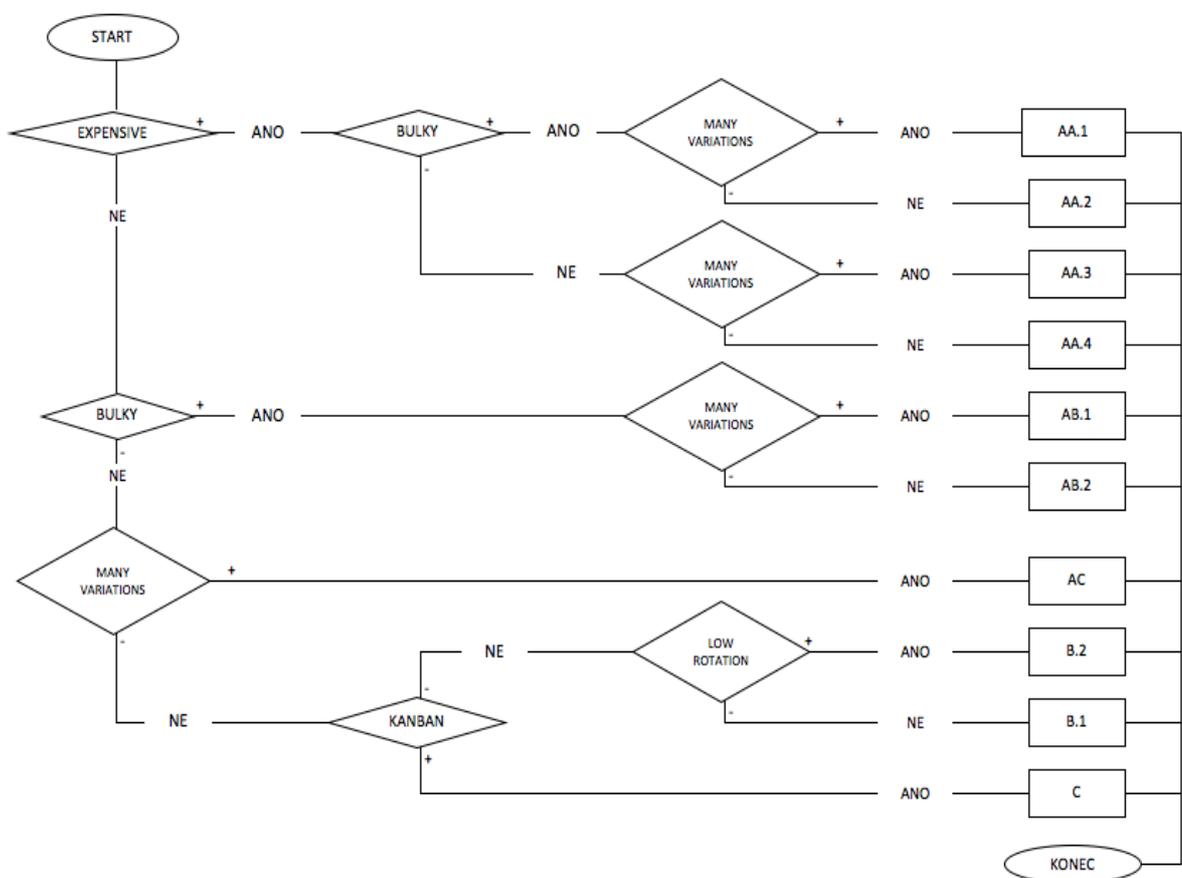 START
EXPENSIVE + ANO BULKY + ANO MANY + ANO AA.1
VARIATIONS
-
- NE AA.2
NE
NE MANY + ANO AA.3
VARIATIONS
- NE AA.4
BULKY + ANO MANY + ANO AB.1
VARIATIONS
-
NE - NE AB.2
MANY + ANO AC
VARIATIONS
-
NE LOW + ANO B.2
ROTATION
-
NE KANBAN - NE B.1
+
ANO C
KONEC